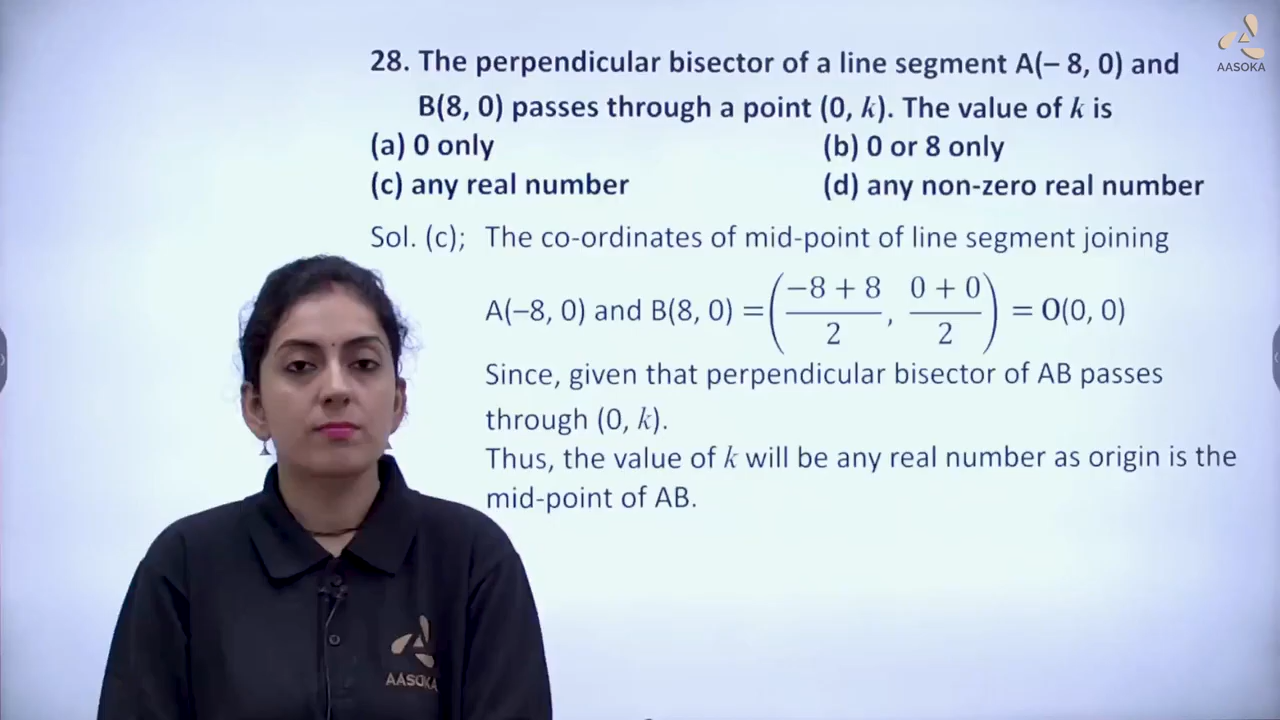 AASOKA
28. The perpendicular bisector of a line segment A(– 8, 0) and
B(8, 0) passes through a point (0, k). The value of k is
(a) 0 only (b) 0 or 8 only
(c) any real number (d) any non-zero real number
Sol. (c); The co-ordinates of mid-point of line segment joining
A(−8, 0) and B(8, 0) = ((−8 + 8)/2, (0 + 0)/2) = O(0, 0)
Since, given that perpendicular bisector of AB passes
through (0, k).
Thus, the value of k will be any real number as origin is the
mid-point of AB.
AASOKA